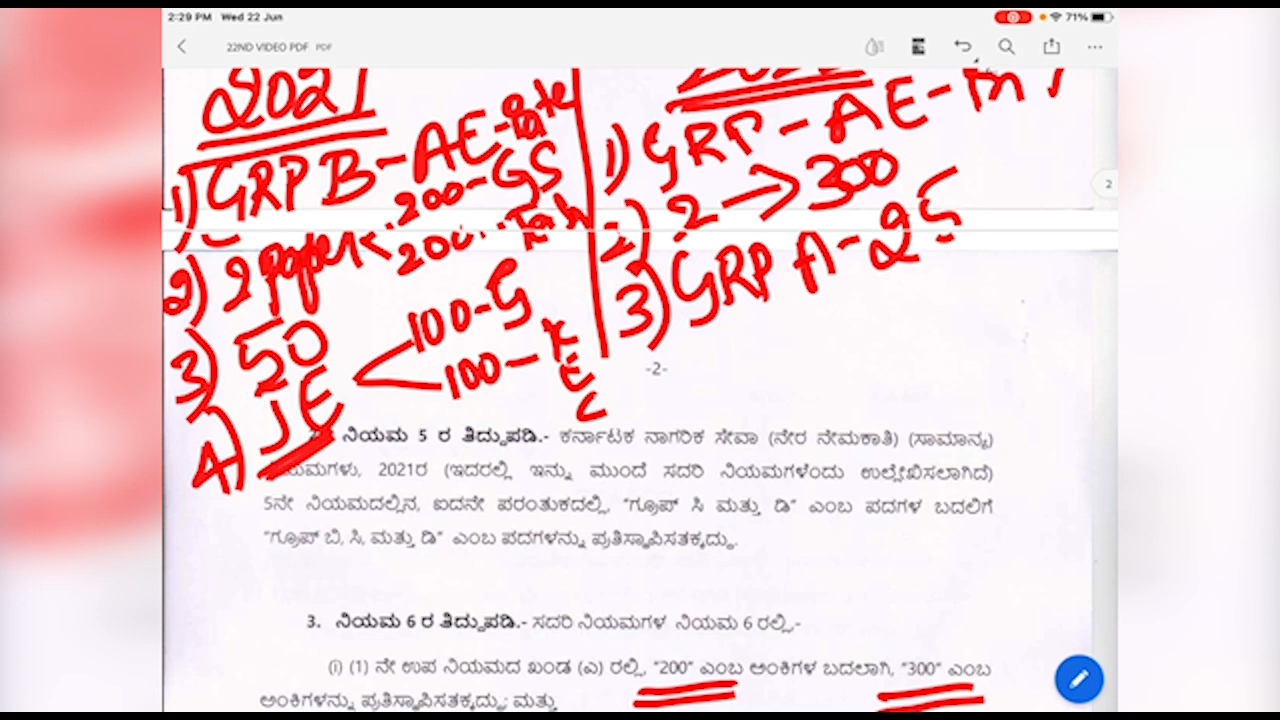 2:29 PM Wed 22 Jun 71%
22ND VIDEO PDF PDF
2021
1) GRP B - AE -
2) 2 Papers 200 - GS
200
3) 50
4) JE 100 - G
100 - K
E
C
1) GRP - AE -
2) 2 → 300
3) GRP A - 25
2
-2-
ನಿಯಮ 5 ರ ತಿದ್ದುಪಡಿ.- ಕರ್ನಾಟಕ ನಾಗರಿಕ ಸೇವಾ (ನೇರ ನೇಮಕಾತಿ) (ಸಾಮಾನ್ಯ)
ನಿಯಮಗಳು, 2021ರ (ಇದರಲ್ಲಿ ಇನ್ನು ಮುಂದೆ ಸದರಿ ನಿಯಮಗಳೆಂದು ಉಲ್ಲೇಖಿಸಲಾಗಿದೆ)
5ನೇ ನಿಯಮದಲ್ಲಿನ, ಐದನೇ ಪರಂತುಕದಲ್ಲಿ, "ಗ್ರೂಪ್ ಸಿ ಮತ್ತು ಡಿ" ಎಂಬ ಪದಗಳ ಬದಲಿಗೆ
"ಗ್ರೂಪ್ ಬಿ, ಸಿ, ಮತ್ತು ಡಿ" ಎಂಬ ಪದಗಳನ್ನು ಪ್ರತಿಸ್ಥಾಪಿಸತಕ್ಕದ್ದು.
3. ನಿಯಮ 6 ರ ತಿದ್ದುಪಡಿ.- ಸದರಿ ನಿಯಮಗಳ ನಿಯಮ 6 ರಲ್ಲಿ,-
(i) (1) ನೇ ಉಪ ನಿಯಮದ ಖಂಡ (ಎ) ರಲ್ಲಿ, "200" ಎಂಬ ಅಂಕಿಗಳ ಬದಲಾಗಿ, "300" ಎಂಬ
ಅಂಕಿಗಳನ್ನು ಪ್ರತಿಸ್ಥಾಪಿಸತಕ್ಕದ್ದು; ಮತ್ತು